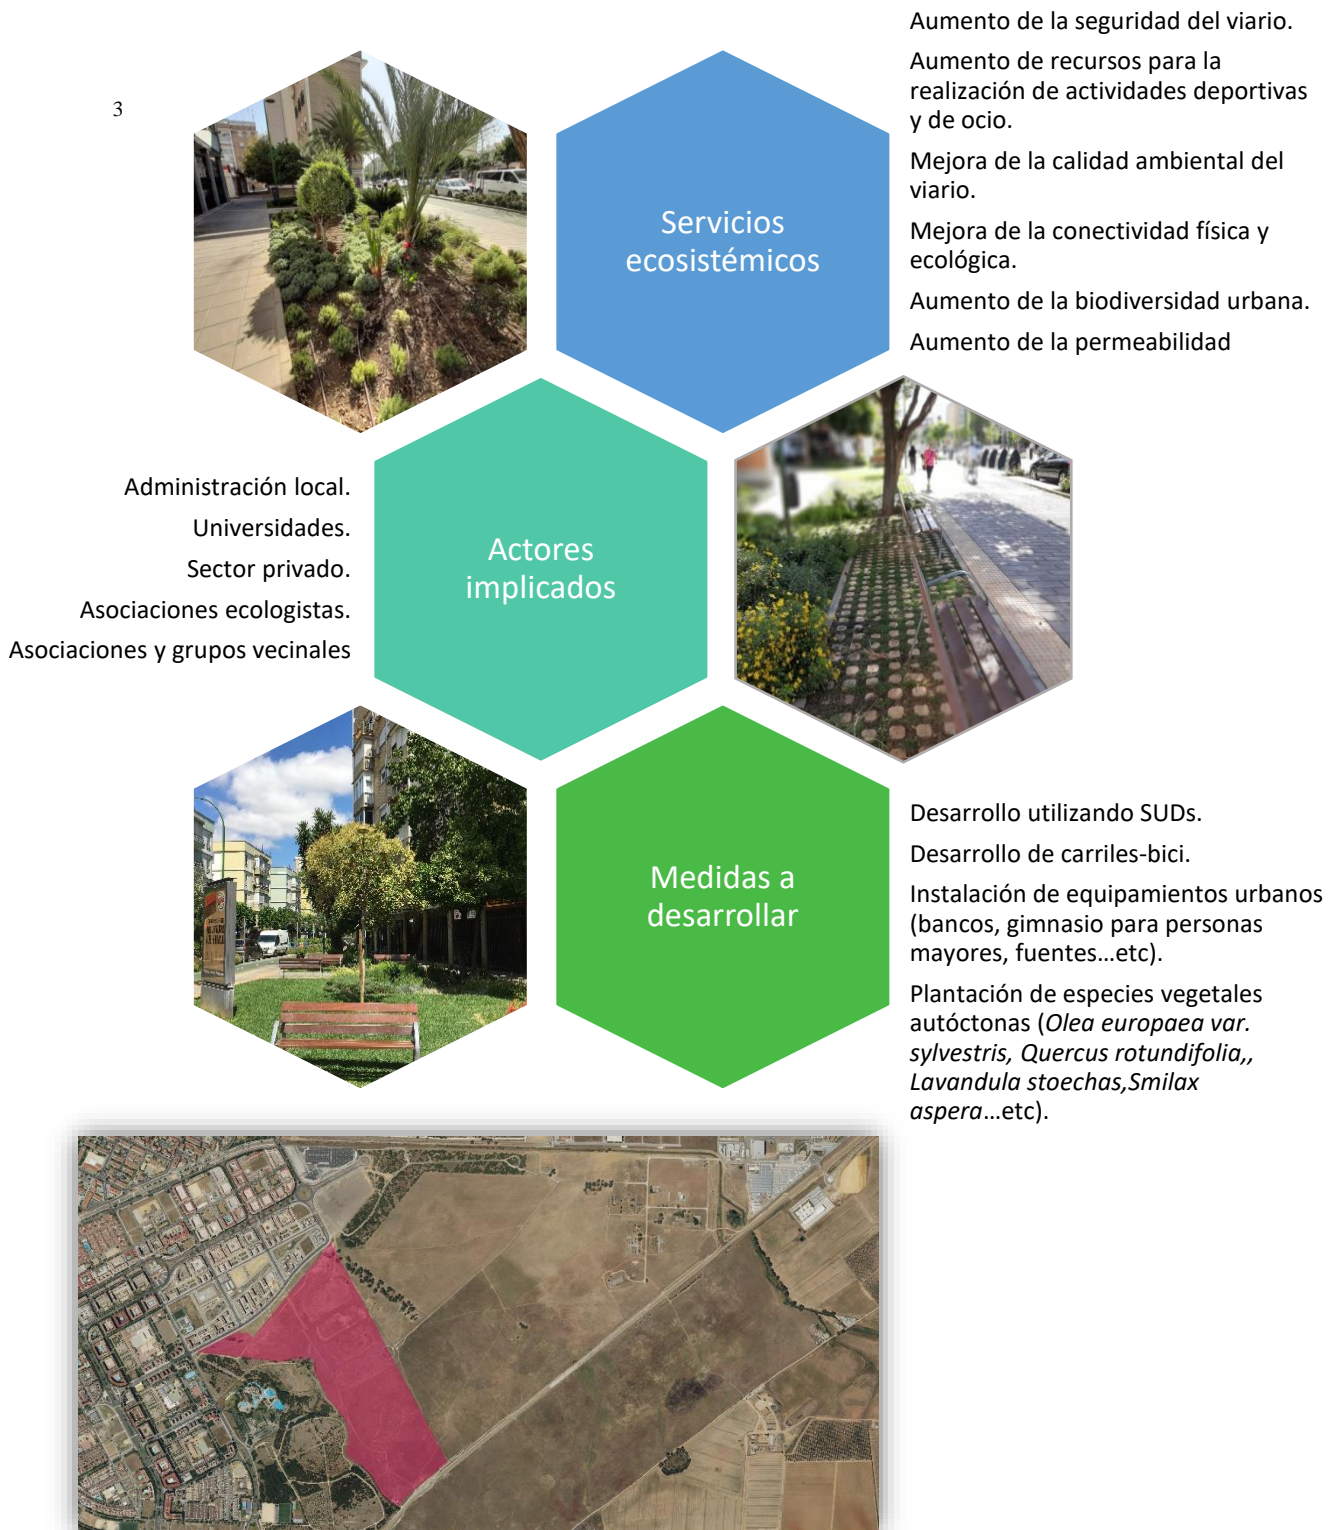 Aumento de la seguridad del viario.
Aumento de recursos para la
realización de actividades deportivas
y de ocio.
Mejora de la calidad ambiental del
viario.
Mejora de la conectividad física y
ecológica.
Aumento de la biodiversidad urbana.
Aumento de la permeabilidad
3
Servicios
ecosistémicos
Administración local.
Universidades.
Sector privado.
Asociaciones ecologistas.
Asociaciones y grupos vecinales
Actores
implicados
Medidas a
desarrollar
Desarrollo utilizando SUDs.
Desarrollo de carriles-bici.
Instalación de equipamientos urbanos
(bancos, gimnasio para personas
mayores, fuentes…etc).
Plantación de especies vegetales
autóctonas (Olea europaea var.
sylvestris, Quercus rotundifolia,,
Lavandula stoechas,Smilax
aspera…etc).